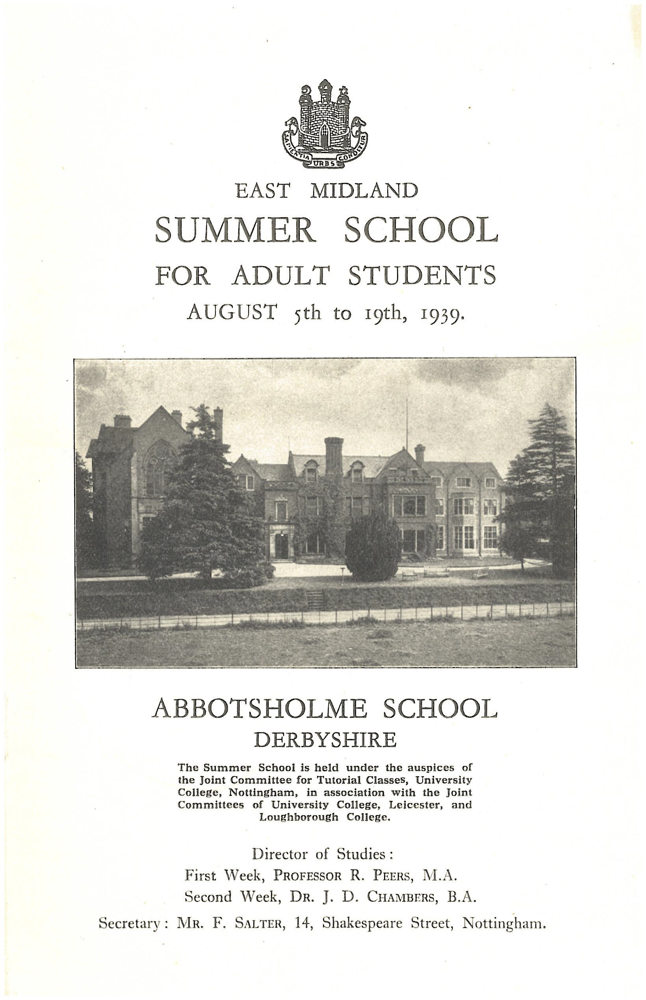 SAPIENTIA URBS CONDITUR
EAST MIDLAND
SUMMER SCHOOL
FOR ADULT STUDENTS
AUGUST 5th to 19th, 1939.
ABBOTSHOLME SCHOOL
DERBYSHIRE
The Summer School is held under the auspices of
the Joint Committee for Tutorial Classes, University
College, Nottingham, in association with the Joint
Committees of University College, Leicester, and
Loughborough College.
Director of Studies :
First Week, PROFESSOR R. PEERS, M.A.
Second Week, DR. J. D. CHAMBERS, B.A.
Secretary : MR. F. SALTER, 14, Shakespeare Street, Nottingham.